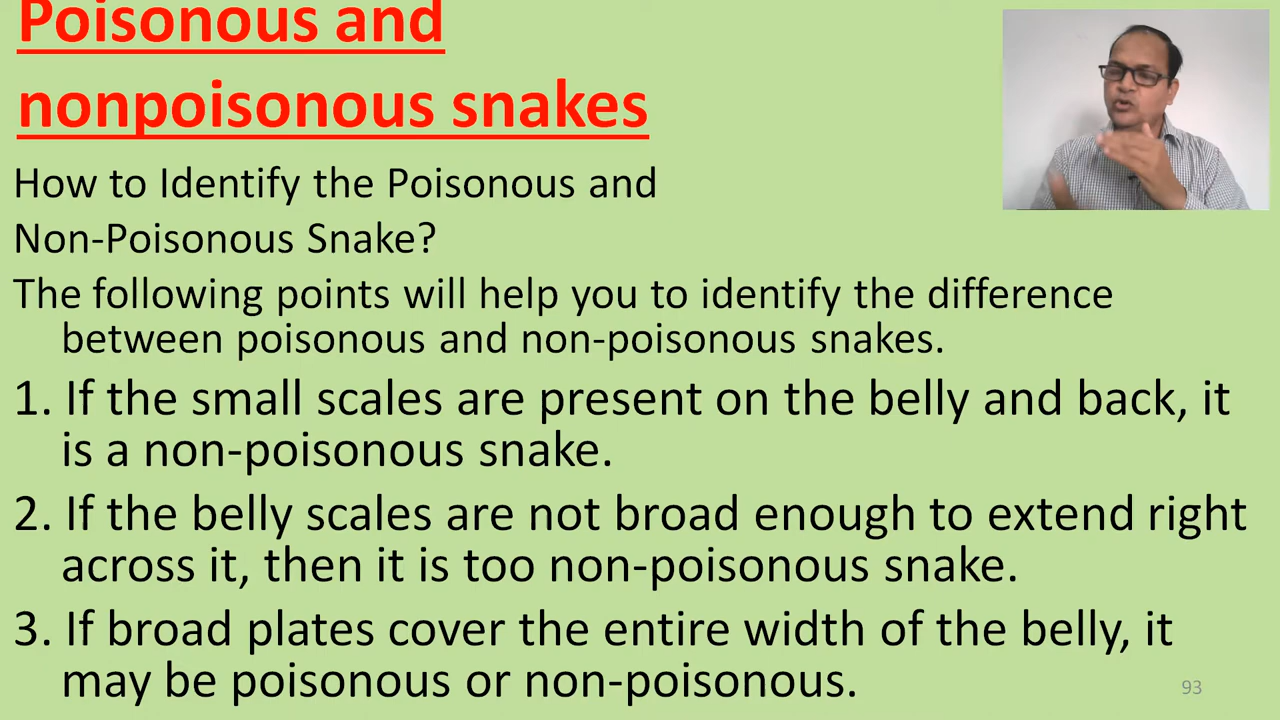 Poisonous and
nonpoisonous snakes
How to Identify the Poisonous and
Non-Poisonous Snake?
The following points will help you to identify the difference
between poisonous and non-poisonous snakes.
1. If the small scales are present on the belly and back, it
is a non-poisonous snake.
2. If the belly scales are not broad enough to extend right
across it, then it is too non-poisonous snake.
3. If broad plates cover the entire width of the belly, it
may be poisonous or non-poisonous.
93